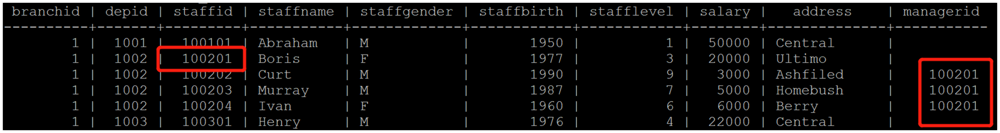 branchid | depid | staffid | staffname | staffgender | staffbirth | stafflevel | salary | address | managerid
----------+-------+---------+-----------+-------------+------------+------------+--------+--------------+-----------
1 | 1001 | 100101 | Abraham | M | 1950 | 1 | 50000 | Central |
1 | 1002 | 100201 | Boris | F | 1977 | 3 | 20000 | Ultimo |
1 | 1002 | 100202 | Curt | M | 1990 | 9 | 3000 | Ashfiled | 100201
1 | 1002 | 100203 | Murray | M | 1987 | 7 | 5000 | Homebush | 100201
1 | 1002 | 100204 | Ivan | F | 1960 | 6 | 6000 | Berry | 100201
1 | 1003 | 100301 | Henry | M | 1976 | 4 | 22000 | Central |